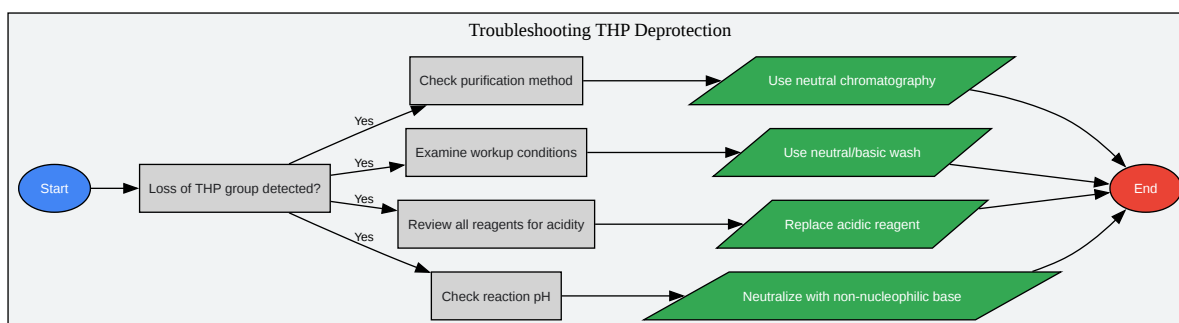 Troubleshooting THP Deprotection
Start
Loss of THP group detected?
Yes
Check purification method
Use neutral chromatography
Yes
Examine workup conditions
Use neutral/basic wash
Yes
Review all reagents for acidity
Replace acidic reagent
Yes
Check reaction pH
Neutralize with non-nucleophilic base
End